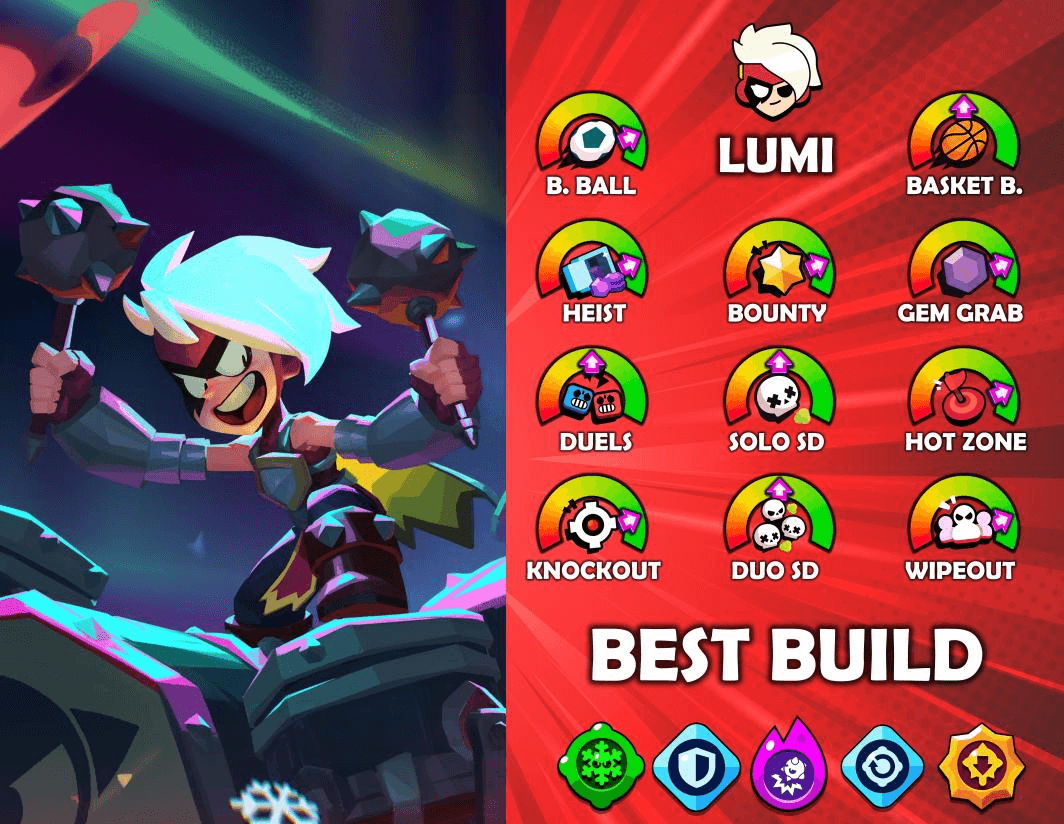 LUMI
B. BALL
BASKET B.
HEIST
BOUNTY
GEM GRAB
DUELS
SOLO SD
HOT ZONE
KNOCKOUT
DUO SD
WIPEOUT
BEST BUILD